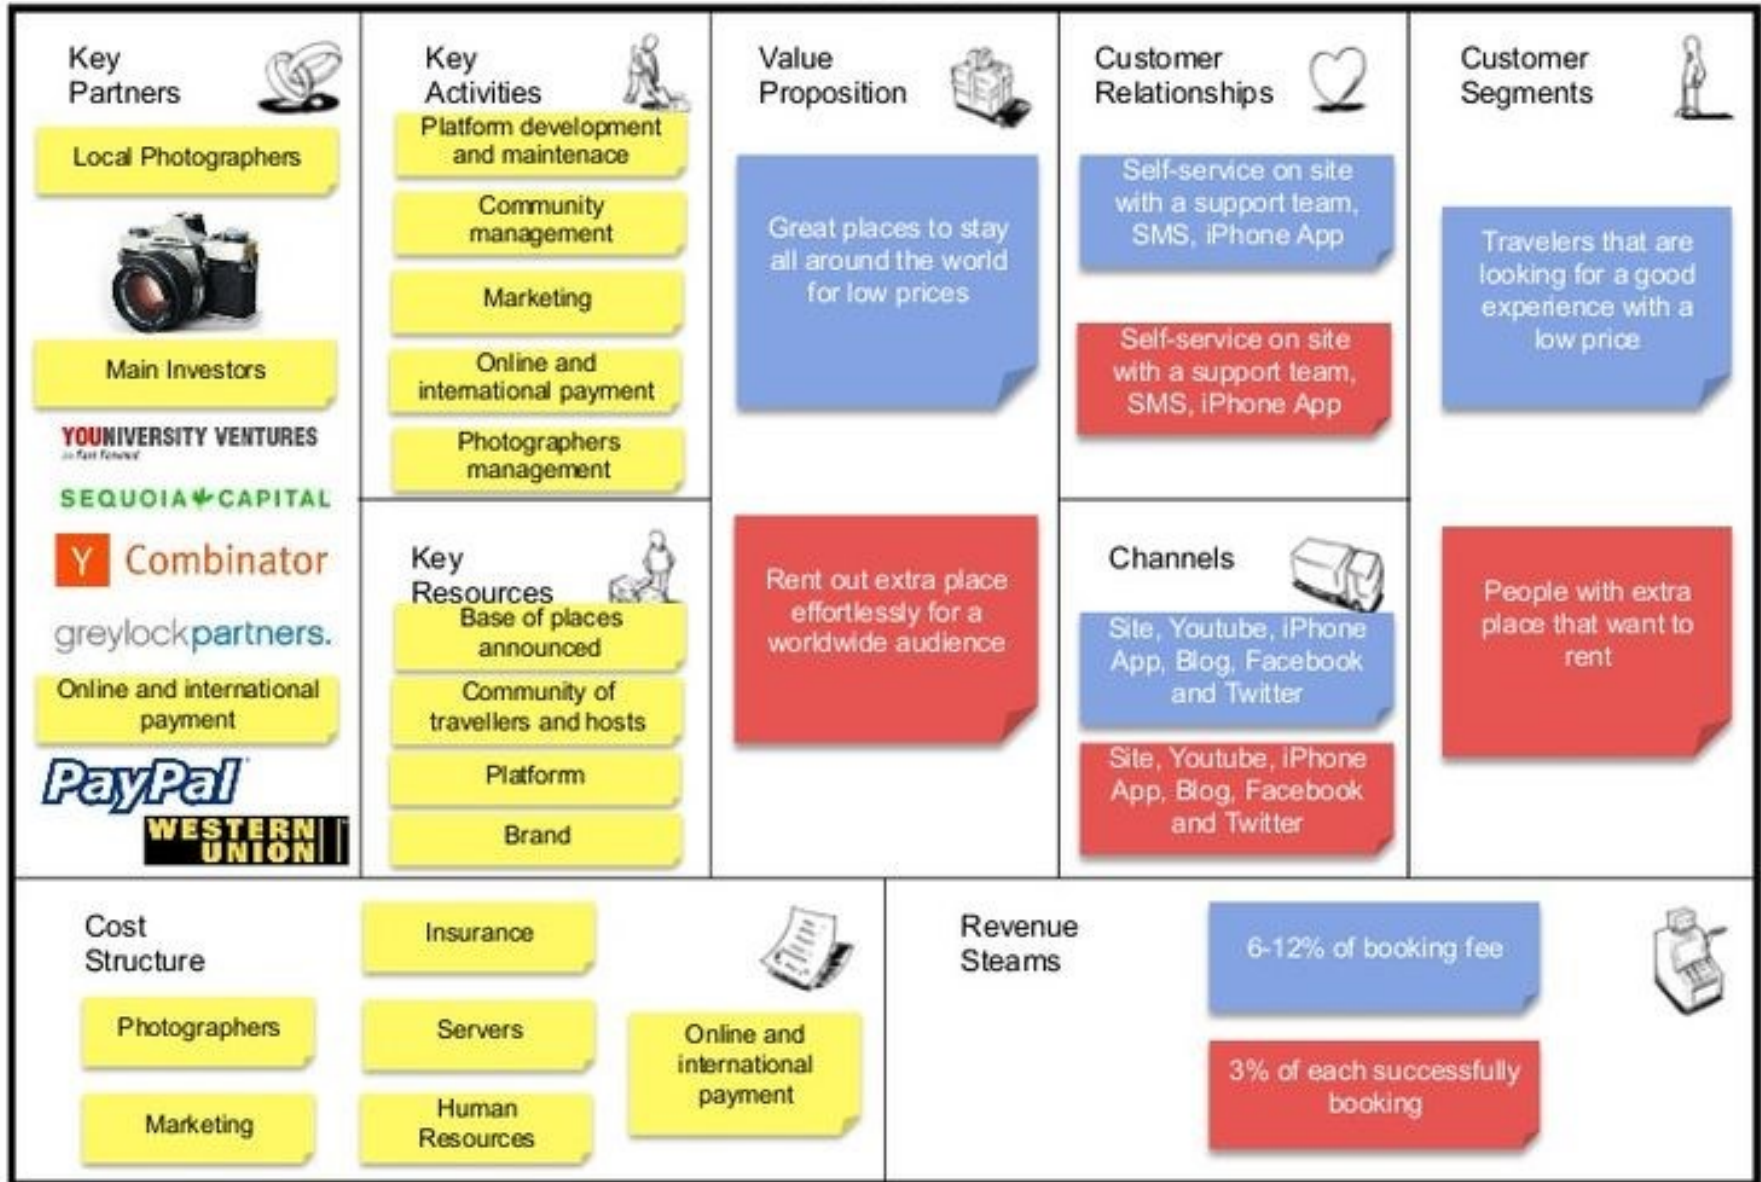 Key
Partners
Local Photographers
Main Investors
YOUNIVERSITY VENTURES
SEQUOIA CAPITAL
Y Combinator
greylockpartners.
Online and international
payment
PayPal
WESTERN
UNION
Key
Activities
Platform development
and maintenace
Community
management
Marketing
Online and
international payment
Photographers
management
Key
Resources
Base of places
announced
Community of
travellers and hosts
Platform
Brand
Value
Proposition
Great places to stay
all around the world
for low prices
Rent out extra place
effortlessly for a
worldwide audience
Customer
Relationships
Self-service on site
with a support team,
SMS, iPhone App
Self-service on site
with a support team,
SMS, iPhone App
Channels
Site, Youtube, iPhone
App, Blog, Facebook
and Twitter
Site, Youtube, iPhone
App, Blog, Facebook
and Twitter
Customer
Segments
Travelers that are
looking for a good
experience with a
low price
People with extra
place that want to
rent
Cost
Structure
Insurance
Photographers
Servers
Online and
international
payment
Marketing
Human
Resources
Revenue
Steams
6-12% of booking fee
3% of each successfully
booking